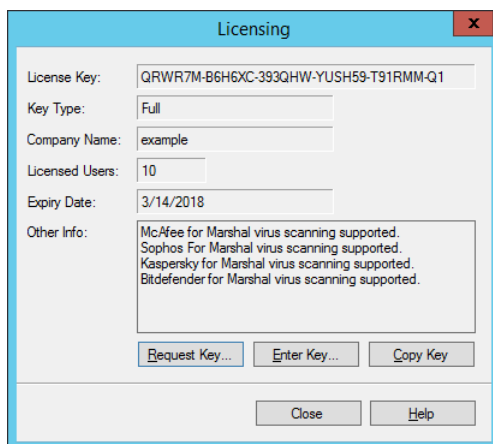 Licensing
x
License Key: QRWR7M-B6H6XC-393QHW-YUSH59-T91RMM-Q1
Key Type: Full
Company Name: example
Licensed Users: 10
Expiry Date: 3/14/2018
Other Info: McAfee for Marshal virus scanning supported.
Sophos For Marshal virus scanning supported.
Kaspersky for Marshal virus scanning supported.
Bitdefender for Marshal virus scanning supported.
Request Key... Enter Key... Copy Key
Close Help